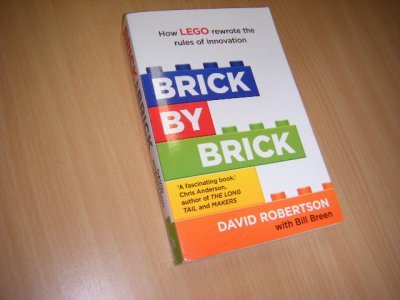 How LEGO rewrote the
rules of innovation
BRICK
BY
BRICK
'A fascinating book.'
Chris Anderson,
author of THE LONG
TAIL and MAKERS
DAVID ROBERTSON
with Bill Breen
BRICK